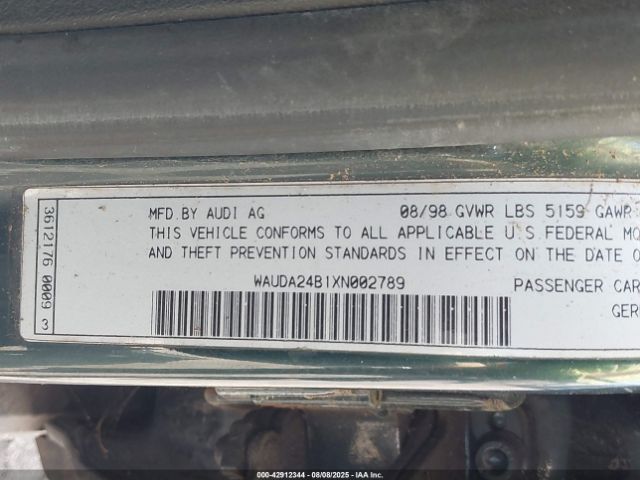 MFD.BY AUDI AG 08/98 GVWR LBS 5159 GAWR
THIS VEHICLE CONFORMS TO ALL APPLICABLE U.S FEDERAL MO
AND THEFT PREVENTION STANDARDS IN EFFECT ON THE DATE O
WAUDA24B1XN002789 PASSENGER CAR
GER
3612176 0009 3
000-42912344 - 08/08/2025 - IAA Inc.